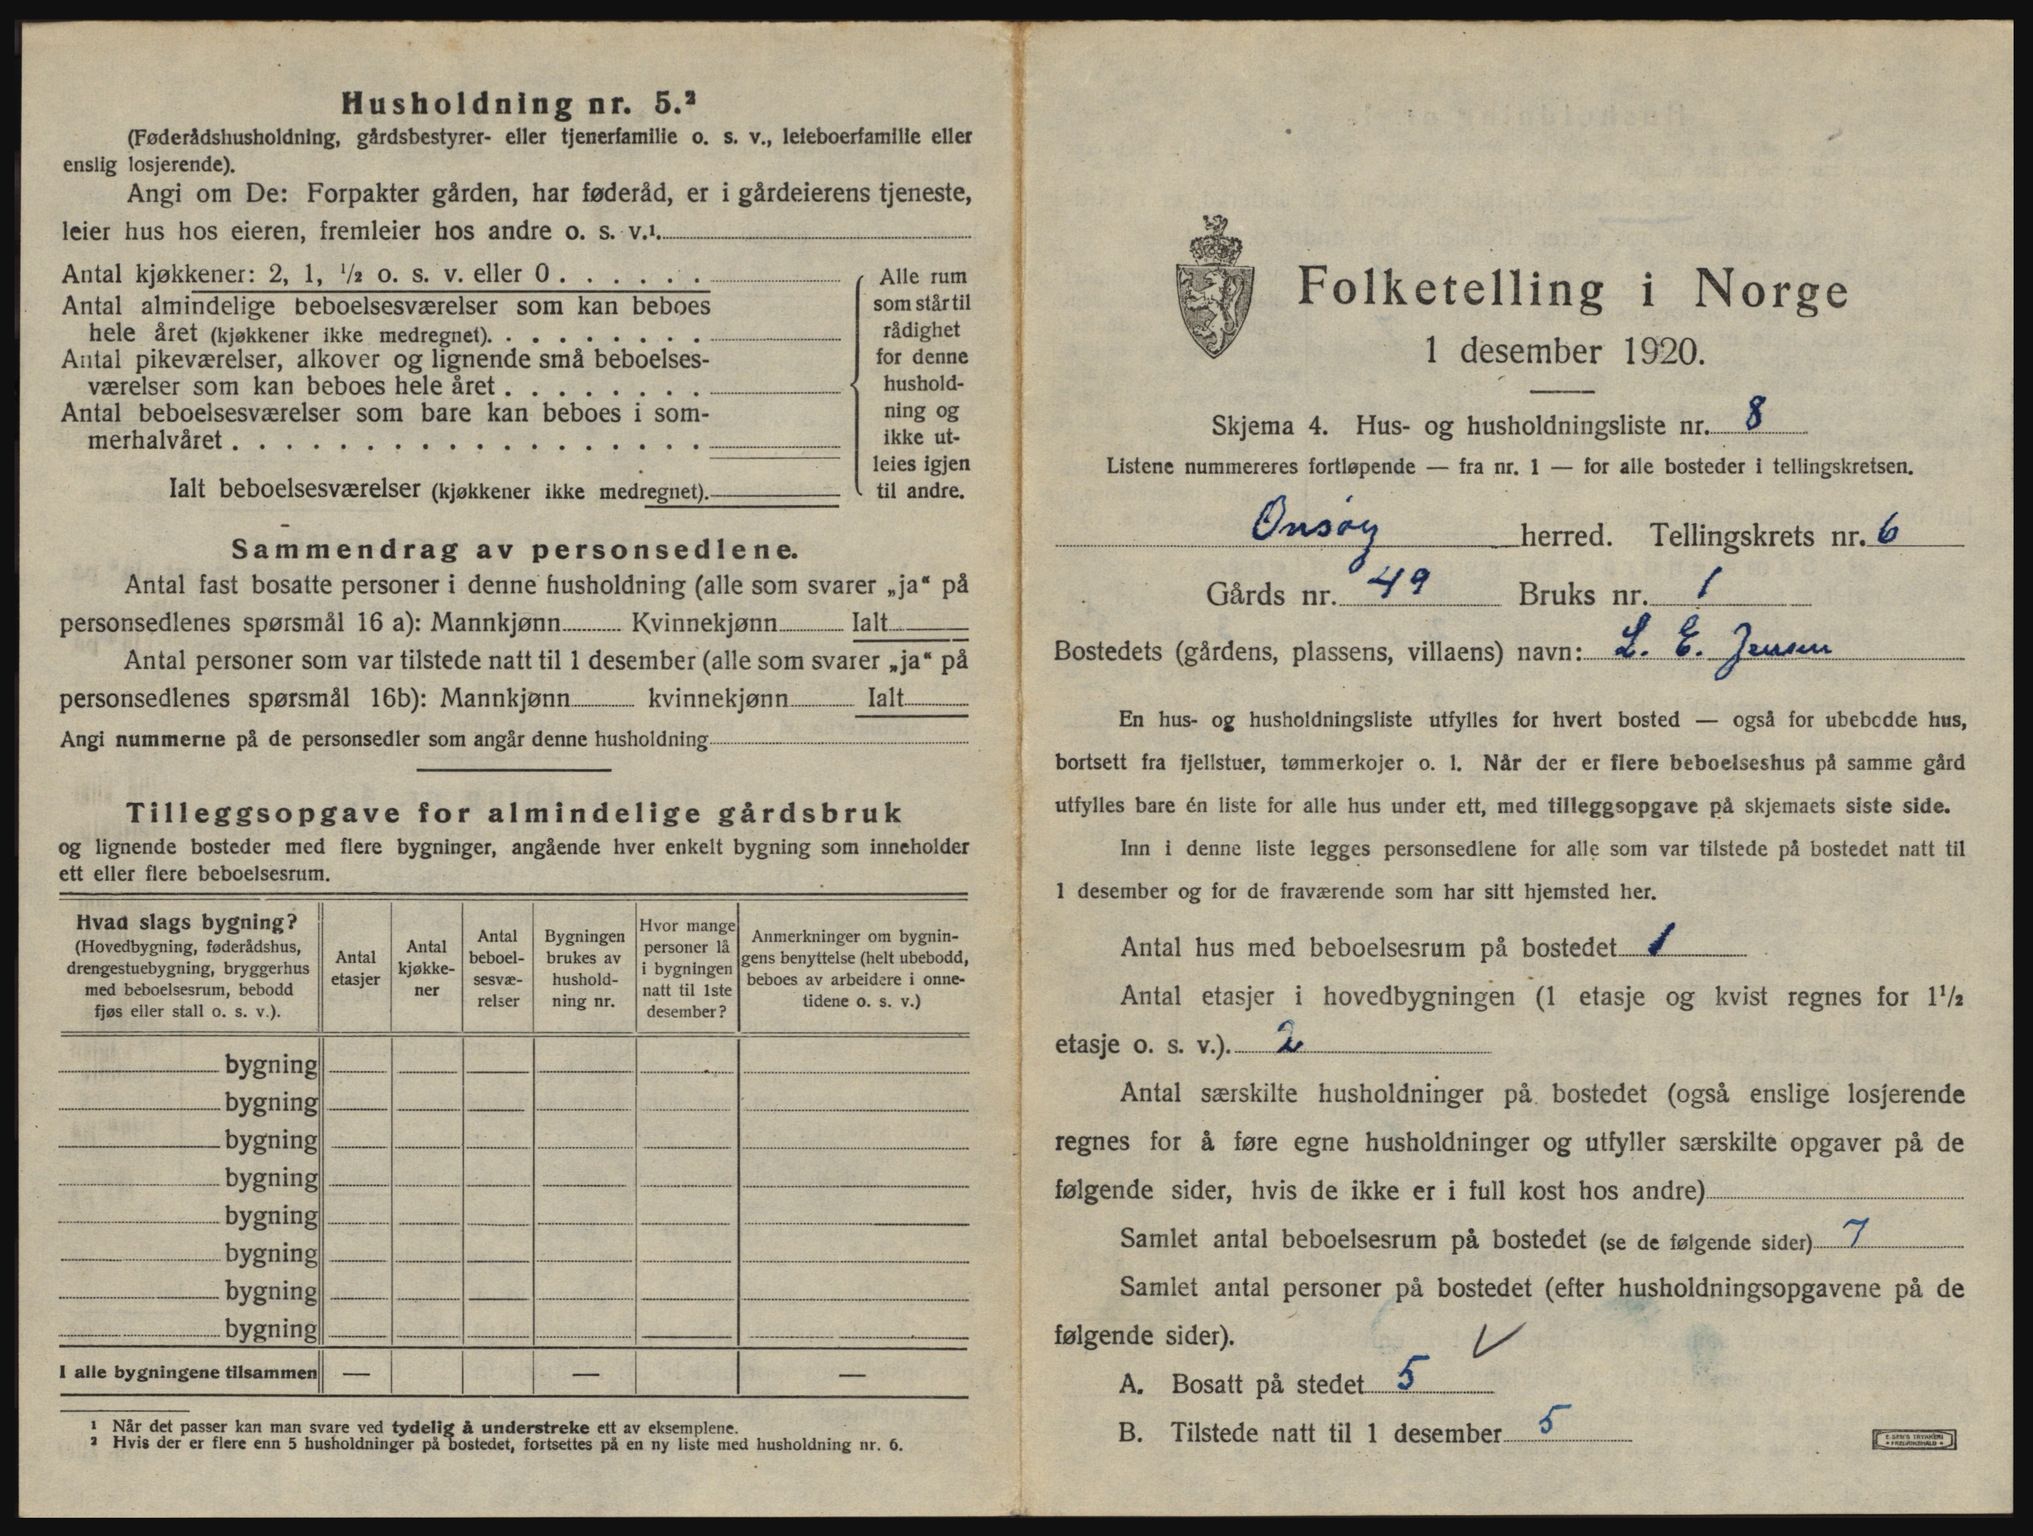 Husholdning nr. 5.²
(Føderådshusholdning, gårdsbestyrer- eller tjenerfamilie o. s. v., leieboerfamilie eller
enslig losjerende).
Angi om De: Forpakter gården, har føderåd, er i gårdeierens tjeneste,
leier hus hos eieren, fremleier hos andre o. s. v.¹
Antal kjøkkener: 2, 1, ½ o. s. v. eller 0 . . . . . .
Antal almindelige beboelsesværelser som kan beboes
hele året (kjøkkener ikke medregnet). . . . . . . . .
Antal pikeværelser, alkover og lignende små beboelses-
værelser som kan beboes hele året . . . . . . . .
Antal beboelsesværelser som bare kan beboes i som-
merhalvåret . . . . . . . . . . . . . . . . . .
Ialt beboelsesværelser (kjøkkener ikke medregnet).
Alle rum
som står til
rådighet
for denne
hushold-
ning og
ikke ut-
leies igjen
til andre.
Sammendrag av personsedlene.
Antal fast bosatte personer i denne husholdning (alle som svarer „ja“ på
personsedlenes spørsmål 16 a): Mannkjønn Kvinnekjønn Ialt
Antal personer som var tilstede natt til 1 desember (alle som svarer „ja“ på
personsedlenes spørsmål 16b): Mannkjønn kvinnekjønn Ialt
Angi nummerne på de personsedler som angår denne husholdning
Tilleggsopgave for almindelige gårdsbruk
og lignende bosteder med flere bygninger, angående hver enkelt bygning som inneholder
ett eller flere beboelsesrum.
Hvad slags bygning?
(Hovedbygning, føderådshus,
drengestuebygning, bryggerhus
med beboelsesrum, bebodd
fjøs eller stall o. s. v.).
Antal
etasjer
Antal
kjøkke-
ner
Antal
beboel-
sesvæ-
relser
Bygningen
brukes av
hushold-
ning nr.
Hvor mange
personer lå
i bygningen
natt til 1ste
desember?
Anmerkninger om bygnin-
gens benyttelse (helt ubebodd,
beboes av arbeidere i onne-
tidene o. s. v.)
bygning
bygning
bygning
bygning
bygning
bygning
bygning
bygning
I alle bygningene tilsammen — — —
¹ Når det passer kan man svare ved tydelig å understreke ett av eksemplene.
² Hvis der er flere enn 5 husholdninger på bostedet, fortsettes på en ny liste med husholdning nr. 6.
Folketelling i Norge
1 desember 1920.
Skjema 4. Hus- og husholdningsliste nr. 8
Listene nummereres fortløpende — fra nr. 1 — for alle bosteder i tellingskretsen.
Onsøy herred. Tellingskrets nr. 6
Gårds nr. 49 Bruks nr. 1
Bostedets (gårdens, plassens, villaens) navn: L. E. Jensen
En hus- og husholdningsliste utfylles for hvert bosted — også for ubebodde hus,
bortsett fra fjellstuer, tømmerkojer o. l. Når der er flere beboelseshus på samme gård
utfylles bare én liste for alle hus under ett, med tilleggsopgave på skjemaets siste side.
Inn i denne liste legges personsedlene for alle som var tilstede på bostedet natt til
1 desember og for de fraværende som har sitt hjemsted her.
Antal hus med beboelsesrum på bostedet 1
Antal etasjer i hovedbygningen (1 etasje og kvist regnes for 1½
etasje o. s. v.). 2
Antal særskilte husholdninger på bostedet (også enslige losjerende
regnes for å føre egne husholdninger og utfyller særskilte opgaver på de
følgende sider, hvis de ikke er i full kost hos andre)
Samlet antal beboelsesrum på bostedet (se de følgende sider) 7
Samlet antal personer på bostedet (efter husholdningsopgavene på de
følgende sider).
A. Bosatt på stedet 5
B. Tilstede natt til 1 desember 5